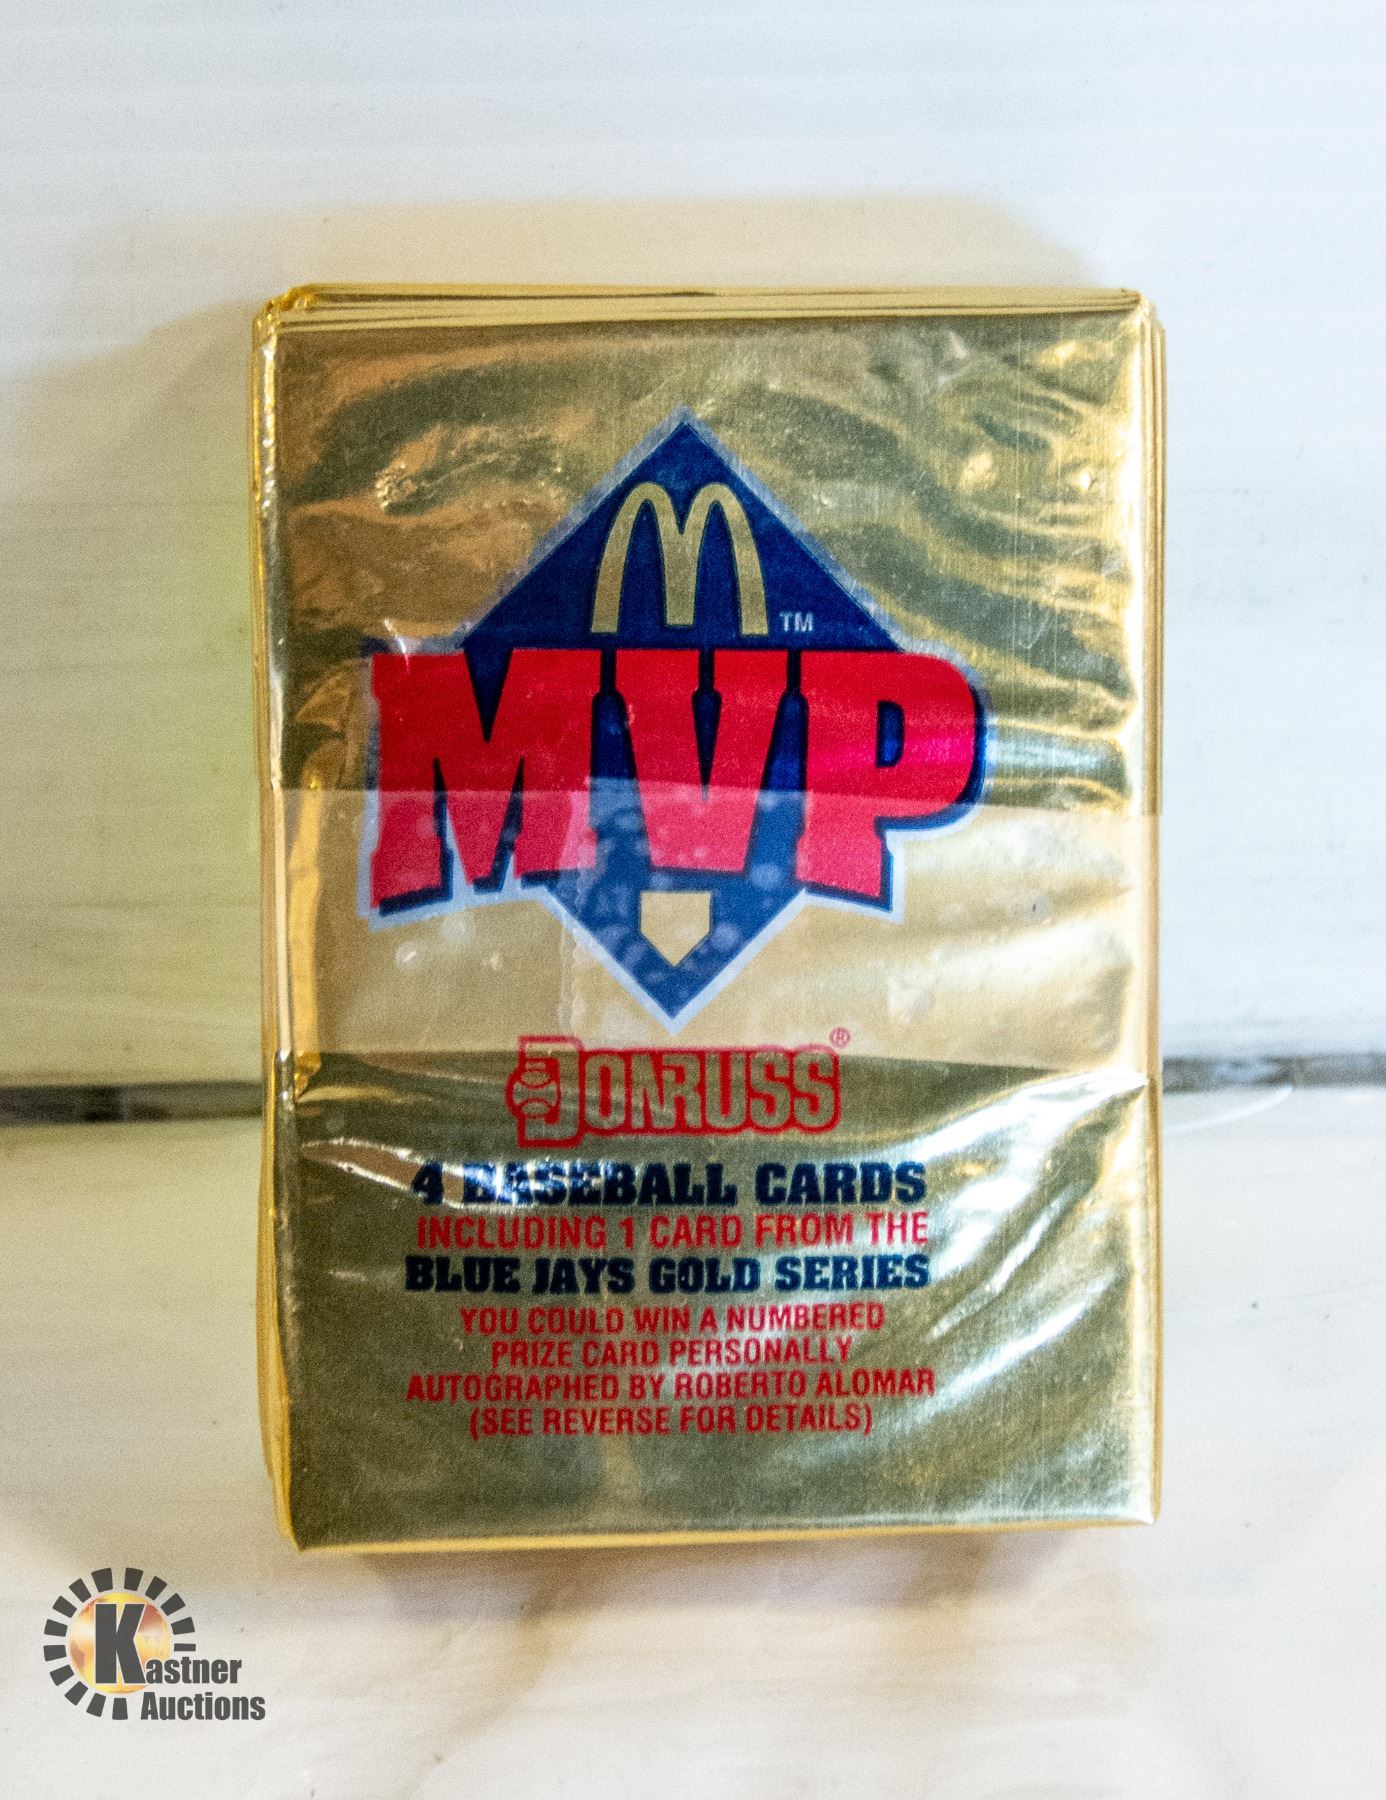 M
TM
MVP
DONRUSS®
4 BASEBALL CARDS
INCLUDING 1 CARD FROM THE
BLUE JAYS GOLD SERIES
YOU COULD WIN A NUMBERED
PRIZE CARD PERSONALLY
AUTOGRAPHED BY ROBERTO ALOMAR
(SEE REVERSE FOR DETAILS)
Kastner
Auctions